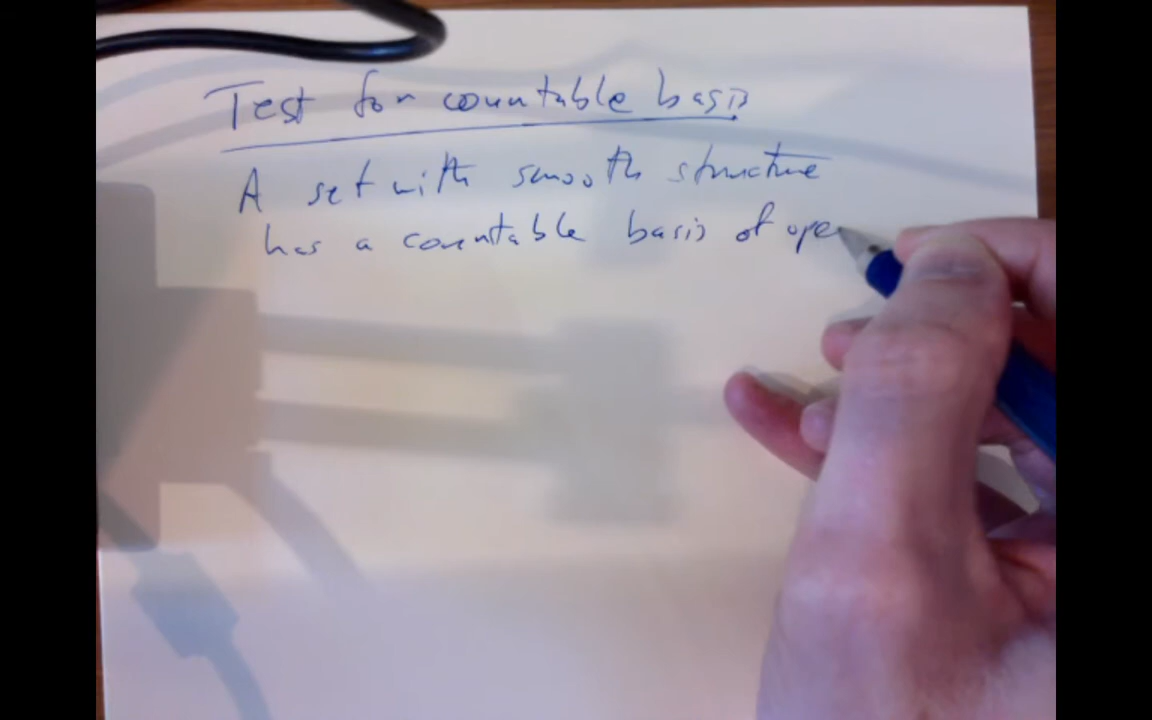 Test for countable basis
A set with smooth structure
has a countable basis of ope